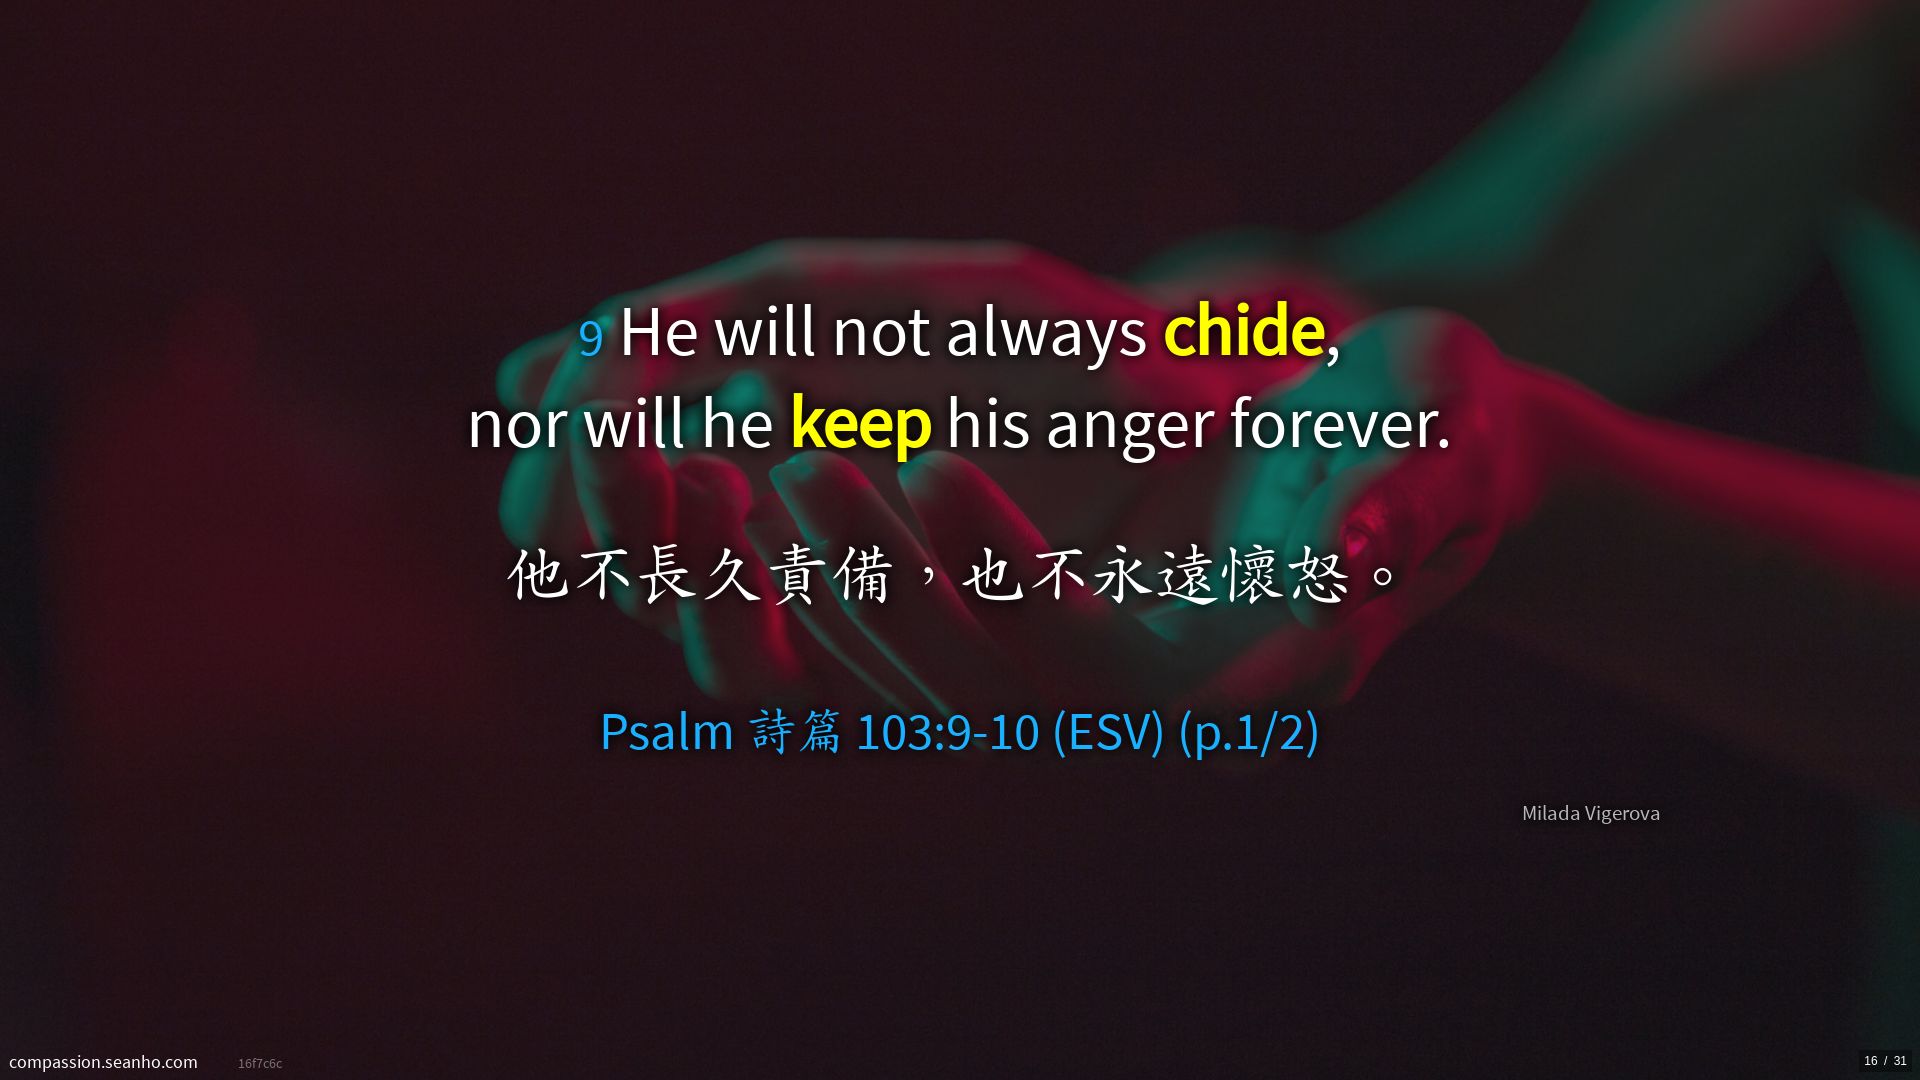 9 He will not always chide,
nor will he keep his anger forever.
他不長久責備，也不永遠懷怒。
Psalm 詩篇 103:9-10 (ESV) (p.1/2)
Milada Vigerova
compassion.seanho.com 16f7c6c
16 / 31